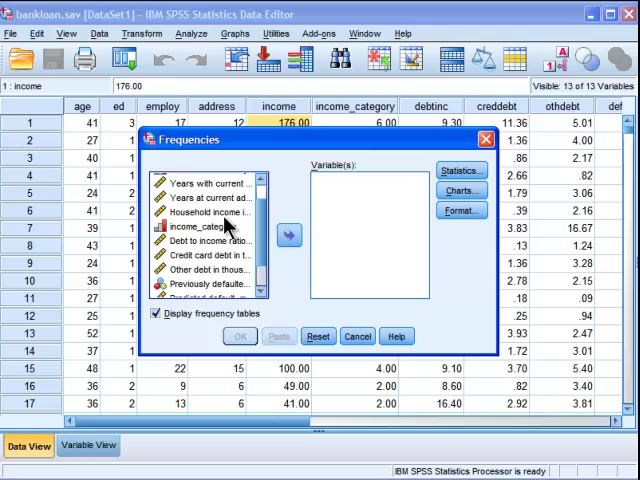 bankloan.sav [DataSet1] - IBM SPSS Statistics Data Editor
File Edit View Data Transform Analyze Graphs Utilities Add-ons Window Help
1 : income 176.00 Visible: 13 of 13 Variables
age ed employ address income income_category debtinc creddebt othdebt def
1 41 3 17 12 176.00 6.00 9.30 11.36 5.01
2 27 1 1.36 4.00
3 40 1 .86 2.17
4 41 1 2.66 .82
5 24 2 1.79 3.06
6 41 2 .39 2.16
7 39 1 3.83 16.67
8 43 1 .13 1.24
9 24 1 1.36 3.28
10 36 1 2.78 2.15
11 27 1 .18 .09
12 25 1 .25 .94
13 52 1 3.93 2.47
14 37 1 1.72 3.01
15 48 1 22 15 100.00 4.00 9.10 3.70 5.40
16 36 2 9 6 49.00 2.00 8.60 .82 3.40
17 36 2 13 6 41.00 2.00 16.40 2.92 3.81
Frequencies
Variable(s):
Years with current ...
Years at current ad...
Household income i...
income_categ
Debt to income ratio...
Credit card debt in t...
Other debt in thous...
Previously defaulte...
Predicted default, m
Statistics...
Charts...
Format...
Display frequency tables
OK Paste Reset Cancel Help
Data View Variable View
IBM SPSS Statistics Processor is ready